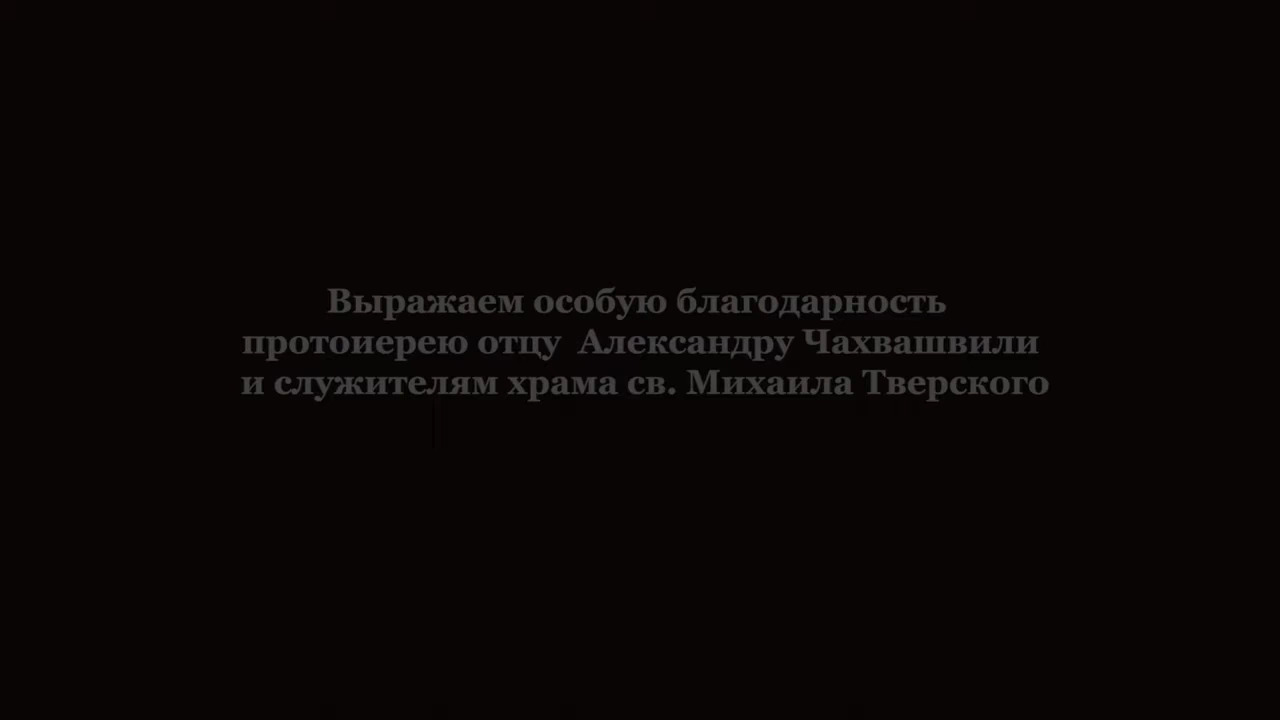 Выражаем особую благодарность
протоиерею отцу  Александру Чахвашвили
и служителям храма св. Михаила Тверского